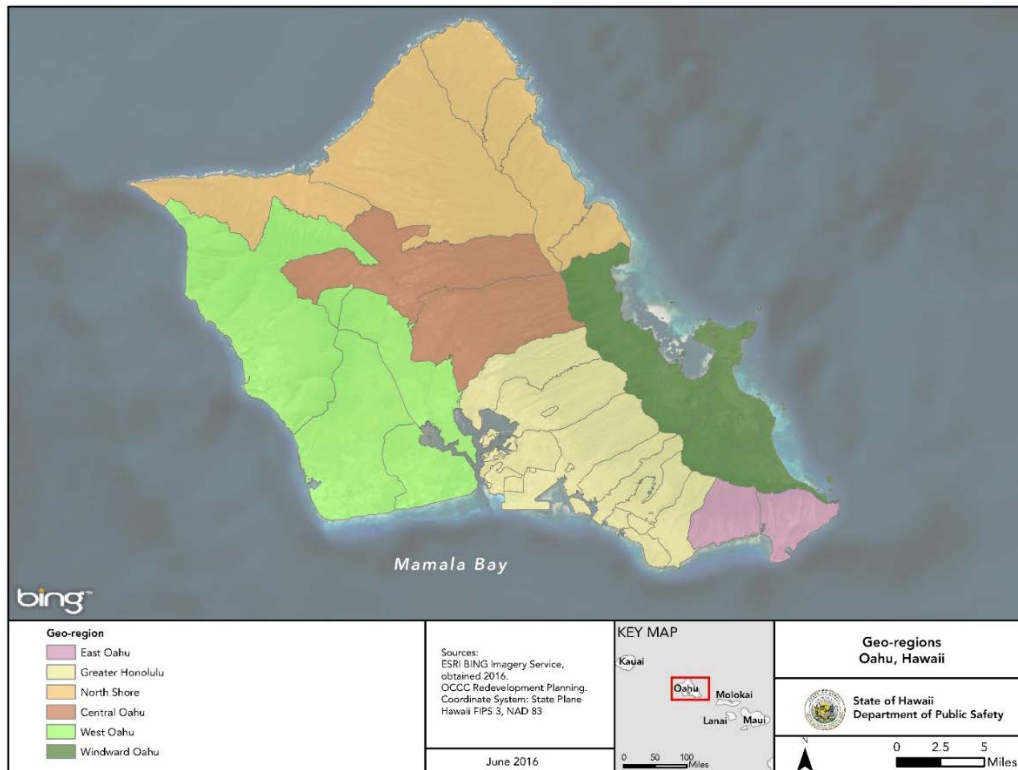 Mamala Bay
bing™
Geo-region
East Oahu
Greater Honolulu
North Shore
Central Oahu
West Oahu
Windward Oahu
Sources:
ESRI BING Imagery Service,
obtained 2016.
OCCC Redevelopment Planning.
Coordinate System: State Plane
Hawaii FIPS 3, NAD 83
June 2016
KEY MAP
Kauai
Oahu
Molokai
Lanai
Maui
0 50 100
Miles
Geo-regions
Oahu, Hawaii
State of Hawaii
Department of Public Safety
N
0 2.5 5
Miles